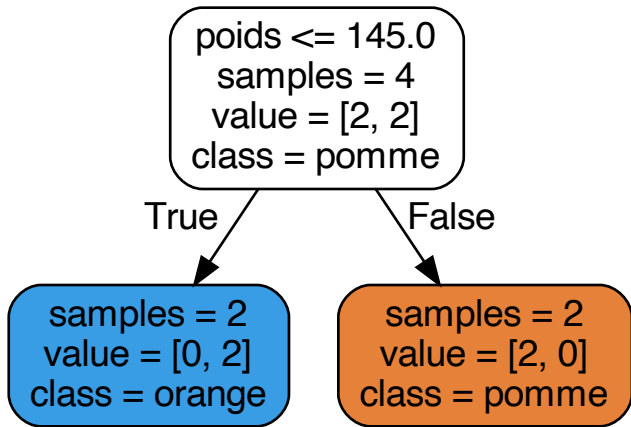 poids <= 145.0
samples = 4
value = [2, 2]
class = pomme
True
False
samples = 2
value = [0, 2]
class = orange
samples = 2
value = [2, 0]
class = pomme